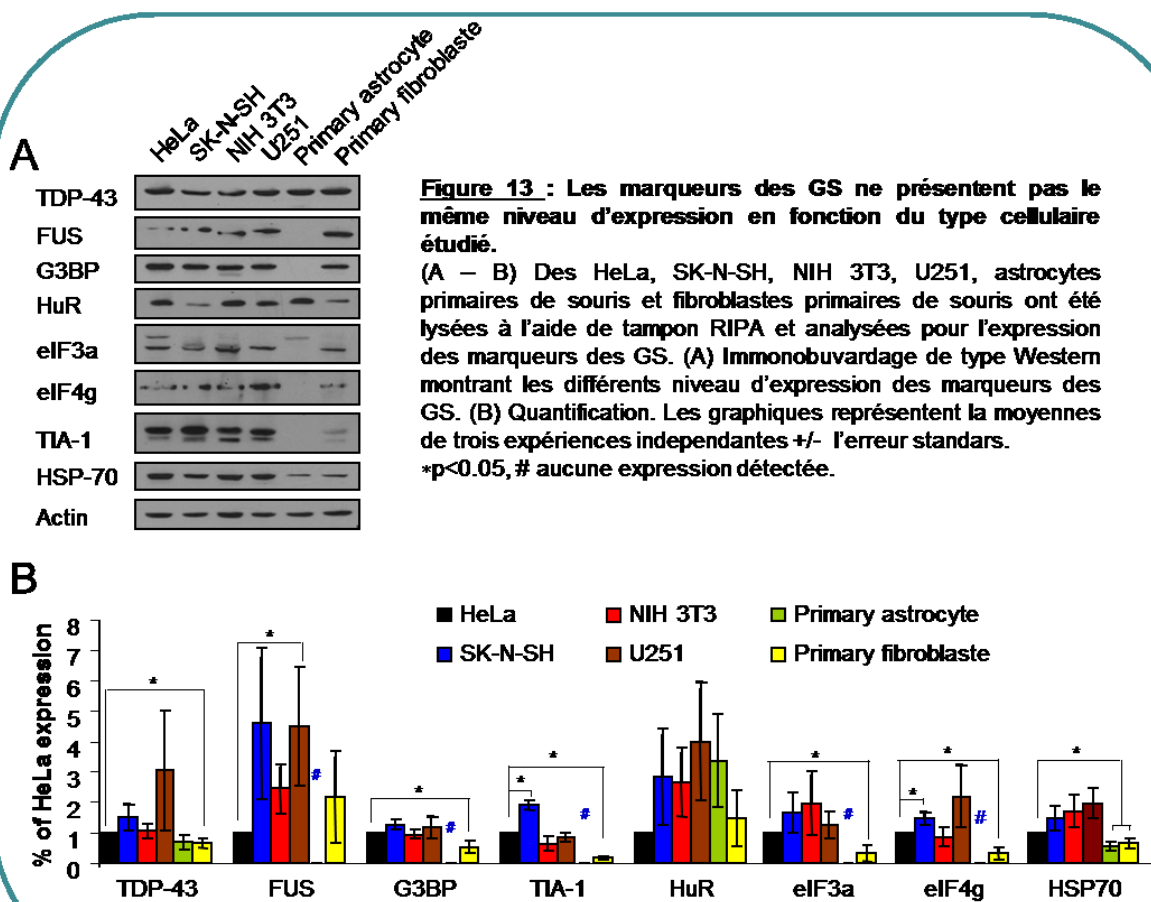 A
HeLa
SK-N-SH
NIH 3T3
U251
Primary astrocyte
Primary fibroblaste
TDP-43
FUS
G3BP
HuR
eIF3a
eIF4g
TIA-1
HSP-70
Actin
Figure 13 : Les marqueurs des GS ne présentent pas le
même niveau d'expression en fonction du type cellulaire
étudié.
(A – B) Des HeLa, SK-N-SH, NIH 3T3, U251, astrocytes
primaires de souris et fibroblastes primaires de souris ont été
lysées à l'aide de tampon RIPA et analysées pour l'expression
des marqueurs des GS. (A) Immonobuvardage de type Western
montrant les différents niveau d'expression des marqueurs des
GS. (B) Quantification. Les graphiques représentent la moyennes
de trois expériences independantes +/- l'erreur standars.
*p<0.05, # aucune expression détectée.
B
% of HeLa expression
8
7
6
5
4
3
2
1
0
HeLa
NIH 3T3
Primary astrocyte
SK-N-SH
U251
Primary fibroblaste
*
*
#
*
#
*
*
#
*
#
*
*
#
*
TDP-43
FUS
G3BP
TIA-1
HuR
eIF3a
eIF4g
HSP70